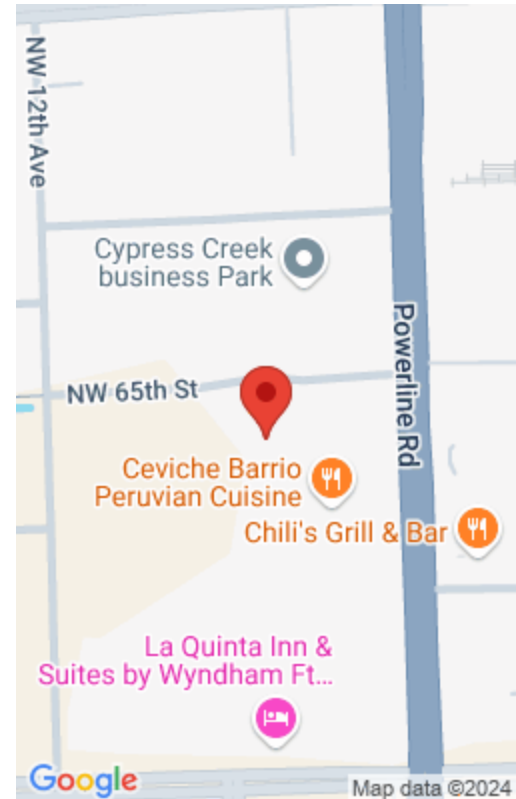 NW 12th Ave
Cypress Creek
business Park
Powerline Rd
NW 65th St
Ceviche Barrio
Peruvian Cuisine
Chili's Grill & Bar
La Quinta Inn &
Suites by Wyndham Ft...
Google
Map data ©2024